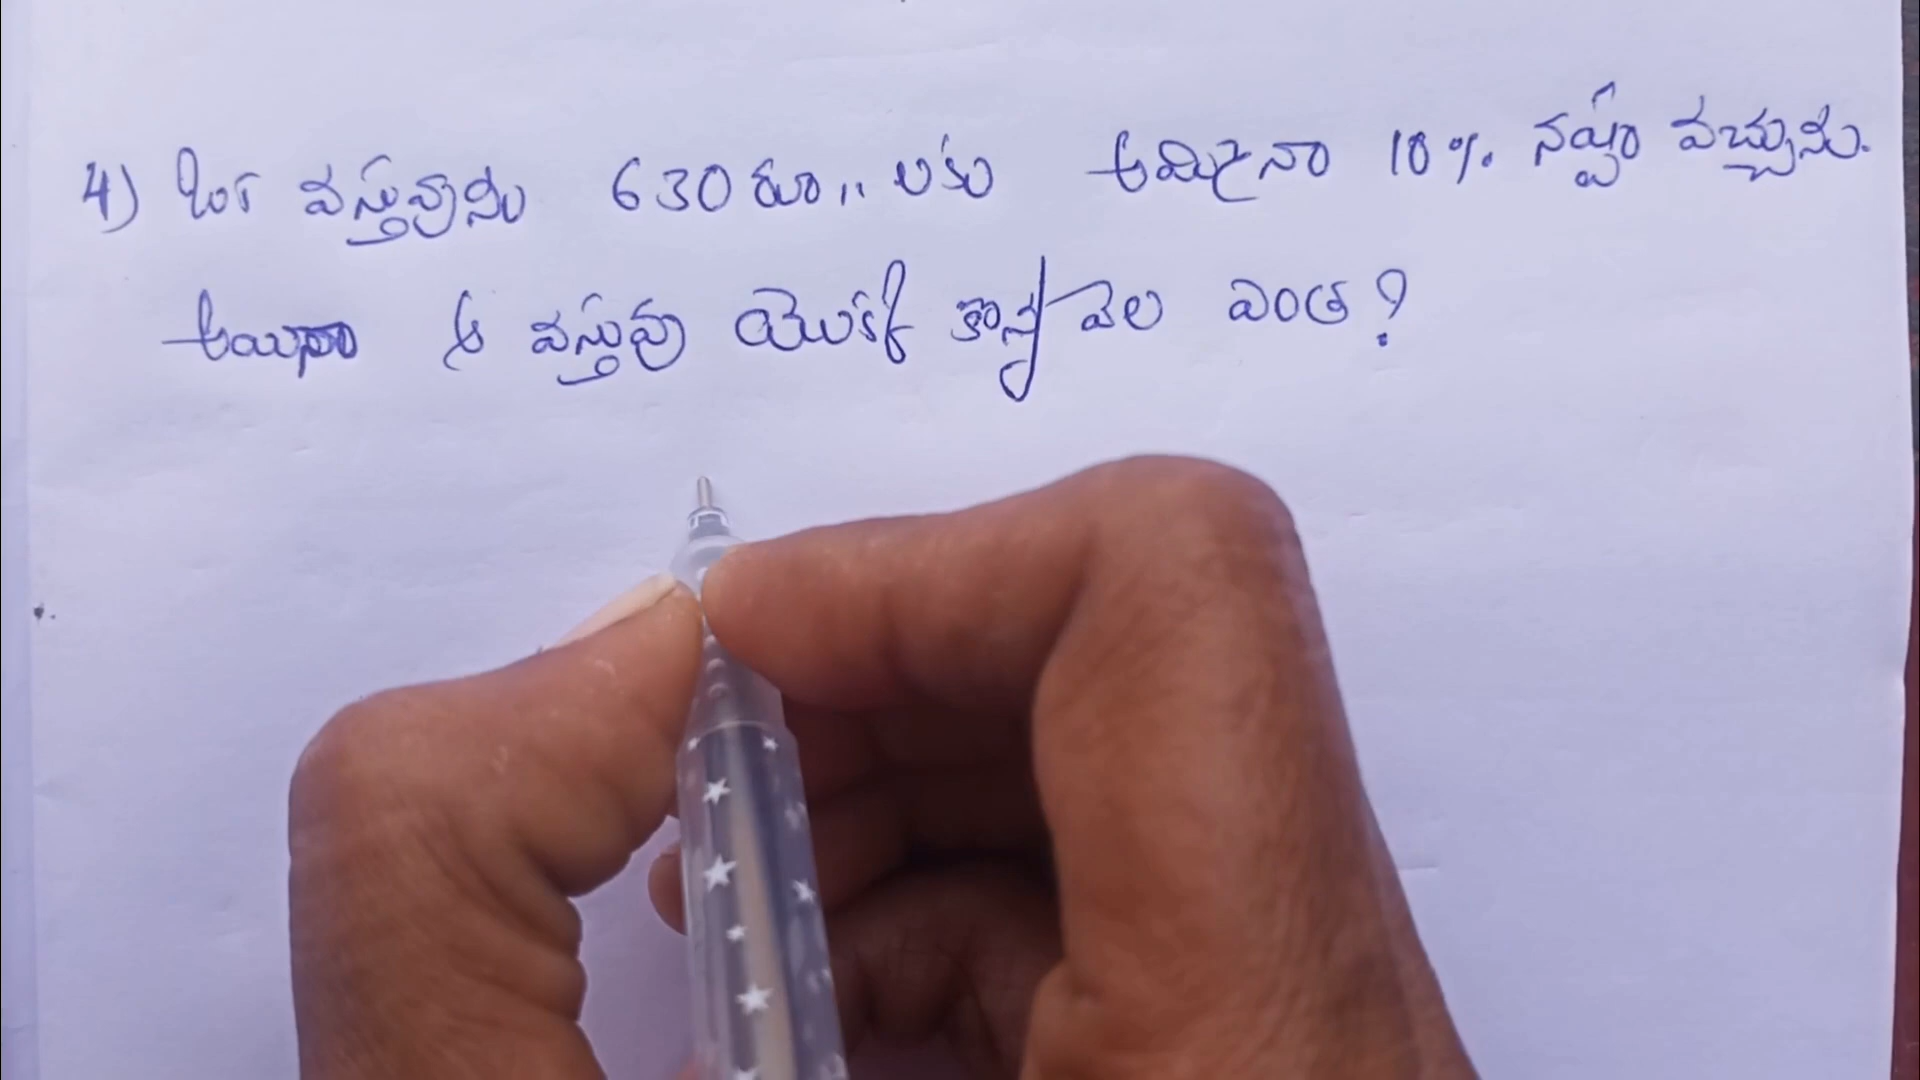 4) ఒక వస్తువును 630 రూ.,, లకు అమ్మినా 10% నష్టం వచ్చును.
అయినా ఆ వస్తువు యొక్క కొన్న వెల ఎంత?